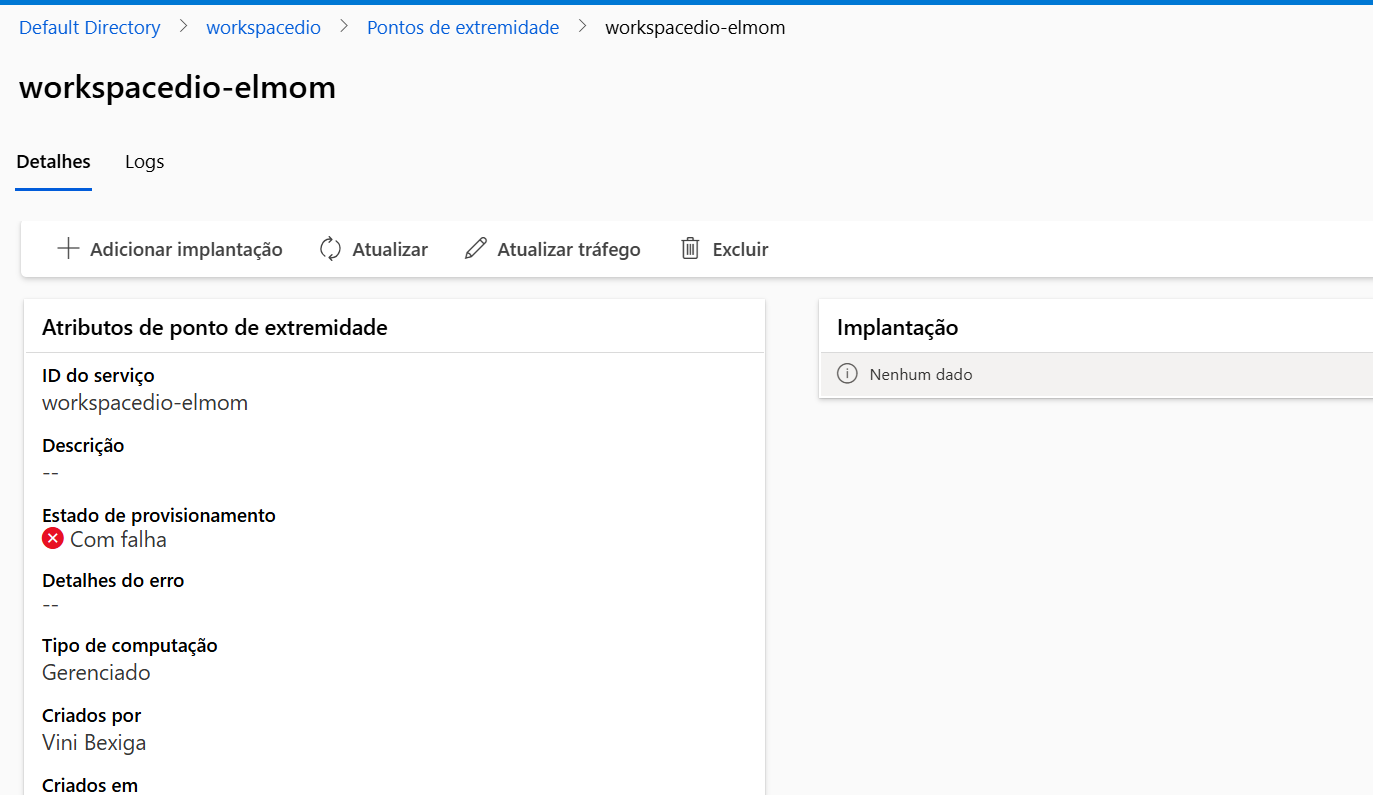 Default Directory > workspacedio > Pontos de extremidade > workspacedio-elmom
workspacedio-elmom
Detalhes Logs
Adicionar implantação Atualizar Atualizar tráfego Excluir
Atributos de ponto de extremidade
ID do serviço
workspacedio-elmom
Descrição
--
Estado de provisionamento
Com falha
Detalhes do erro
--
Tipo de computação
Gerenciado
Criados por
Vini Bexiga
Criados em
Implantação
Nenhum dado